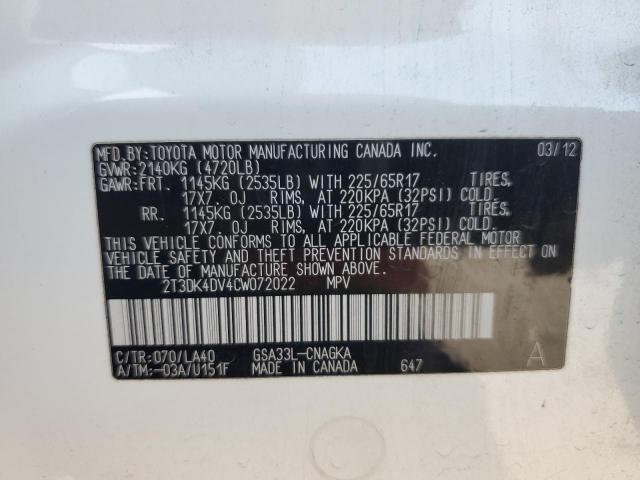 MFD.BY:TOYOTA MOTOR MANUFACTURING CANADA INC. 03/12
GVWR:2140KG (4720LB)
GAWR:FRT. 1145KG (2535LB) WITH 225/65R17 TIRES,
17X7. 0J RIMS, AT 220KPA (32PSI) COLD.
RR. 1145KG (2535LB) WITH 225/65R17 TIRES,
17X7. 0J RIMS, AT 220KPA (32PSI) COLD.
THIS VEHICLE CONFORMS TO ALL APPLICABLE FEDERAL MOTOR
VEHICLE SAFETY AND THEFT PREVENTION STANDARDS IN EFFECT ON
THE DATE OF MANUFACTURE SHOWN ABOVE.
2T3DK4DV4CW072022 MPV
C/TR:070/LA40 GSA33L-CNAGKA A
A/TM:-03A/U151F MADE IN CANADA 647